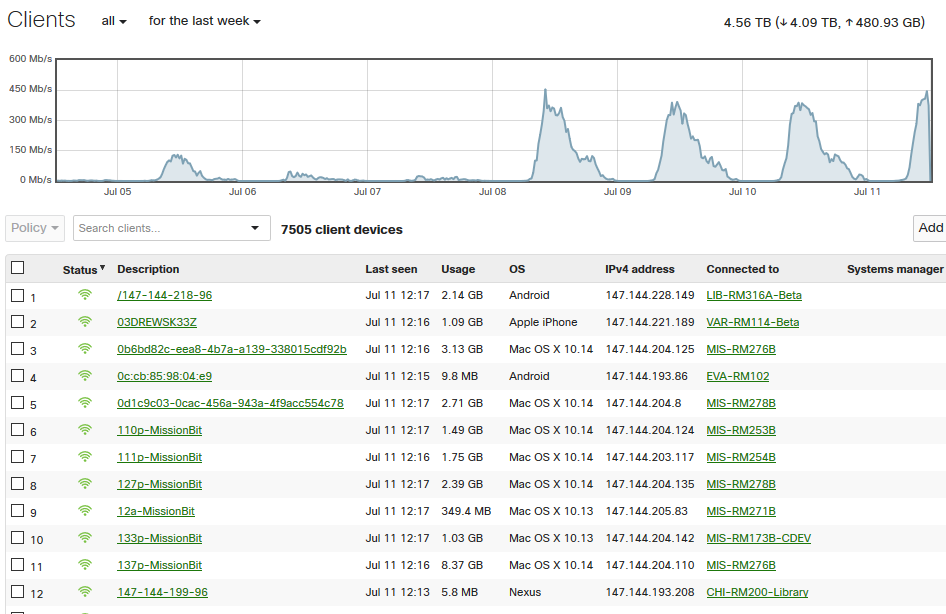 Clients all for the last week 4.56 TB (↓ 4.09 TB, ↑ 480.93 GB)
600 Mb/s
450 Mb/s
300 Mb/s
150 Mb/s
0 Mb/s
Jul 05 Jul 06 Jul 07 Jul 08 Jul 09 Jul 10 Jul 11
Policy Search clients... 7505 client devices Add
Status Description Last seen Usage OS IPv4 address Connected to Systems manager
1 /147-144-218-96 Jul 11 12:17 2.14 GB Android 147.144.228.149 LIB-RM316A-Beta
2 03DREWSK33Z Jul 11 12:16 1.09 GB Apple iPhone 147.144.221.189 VAR-RM114-Beta
3 0b6bd82c-eea8-4b7a-a139-338015cdf92b Jul 11 12:16 3.13 GB Mac OS X 10.14 147.144.204.125 MIS-RM276B
4 0c:cb:85:98:04:e9 Jul 11 12:15 9.8 MB Android 147.144.193.86 EVA-RM102
5 0d1c9c03-0cac-456a-943a-4f9acc554c78 Jul 11 12:17 2.71 GB Mac OS X 10.14 147.144.204.8 MIS-RM278B
6 110p-MissionBit Jul 11 12:17 1.49 GB Mac OS X 10.14 147.144.204.124 MIS-RM253B
7 111p-MissionBit Jul 11 12:16 1.75 GB Mac OS X 10.14 147.144.203.117 MIS-RM254B
8 127p-MissionBit Jul 11 12:17 2.39 GB Mac OS X 10.14 147.144.204.135 MIS-RM278B
9 12a-MissionBit Jul 11 12:17 349.4 MB Mac OS X 10.13 147.144.205.83 MIS-RM271B
10 133p-MissionBit Jul 11 12:17 1.03 GB Mac OS X 10.13 147.144.204.142 MIS-RM173B-CDEV
11 137p-MissionBit Jul 11 12:16 8.37 GB Mac OS X 10.14 147.144.204.110 MIS-RM276B
12 147-144-199-96 Jul 11 12:13 5.8 MB Nexus 147.144.193.208 CHI-RM200-Library